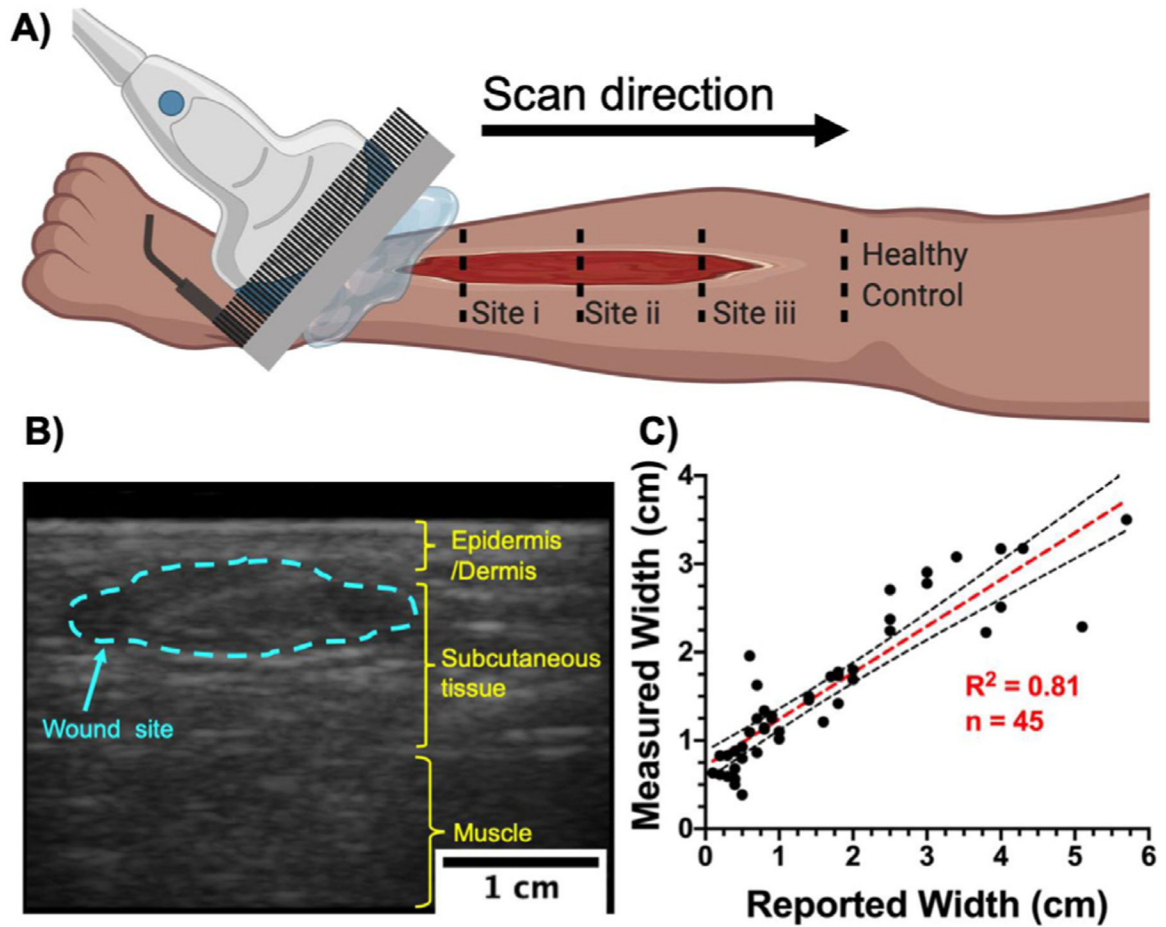 A)
Scan direction
Site i
Site ii
Site iii
Healthy
Control
B)
Epidermis
/Dermis
Subcutaneous
tissue
Wound site
Muscle
1 cm
C)
Measured Width (cm)
4
3
2
1
0
R² = 0.81
n = 45
0 1 2 3 4 5 6
Reported Width (cm)